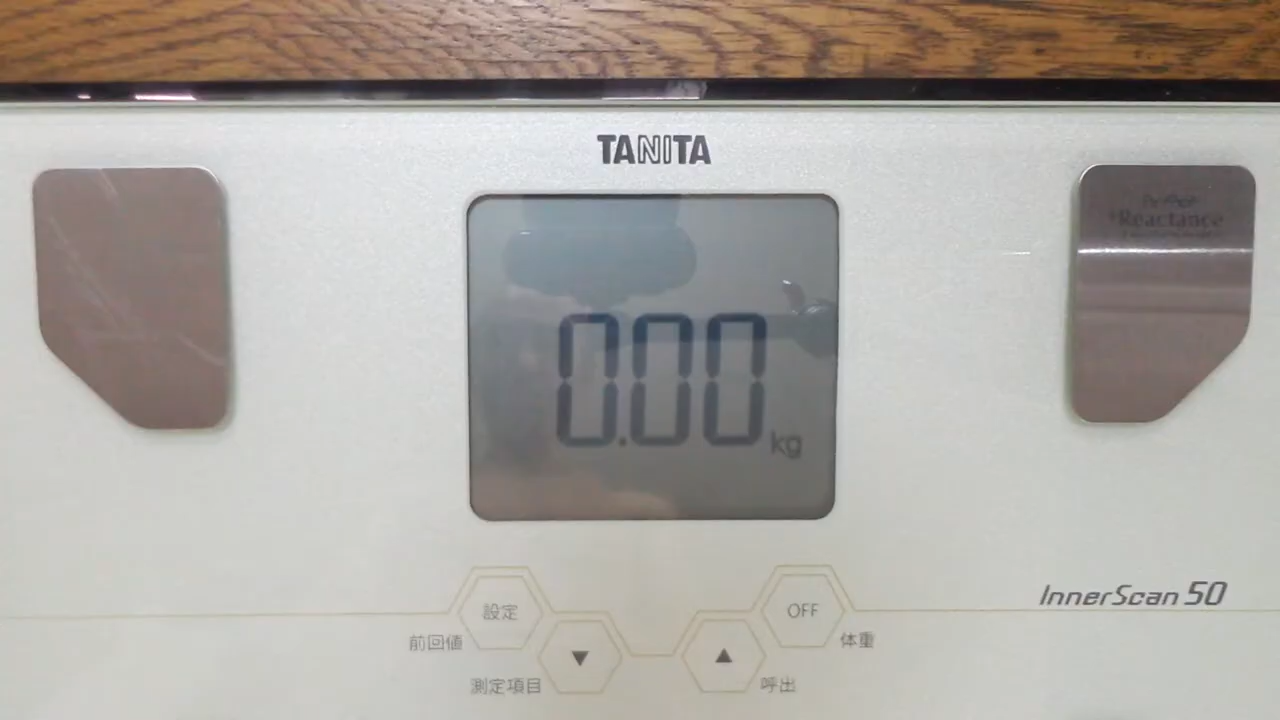 TANITA
Reactance
0.00 kg
InnerScan 50
設定
OFF
前回値
体重
▼
▲
測定項目
呼出